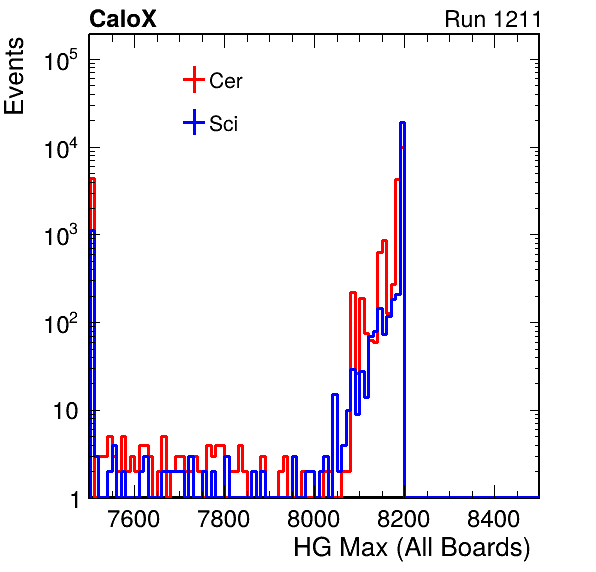 CaloX Run 1211
Events
10^5
10^4
10^3
10^2
10
1
Cer
Sci
7600 7800 8000 8200 8400
HG Max (All Boards)